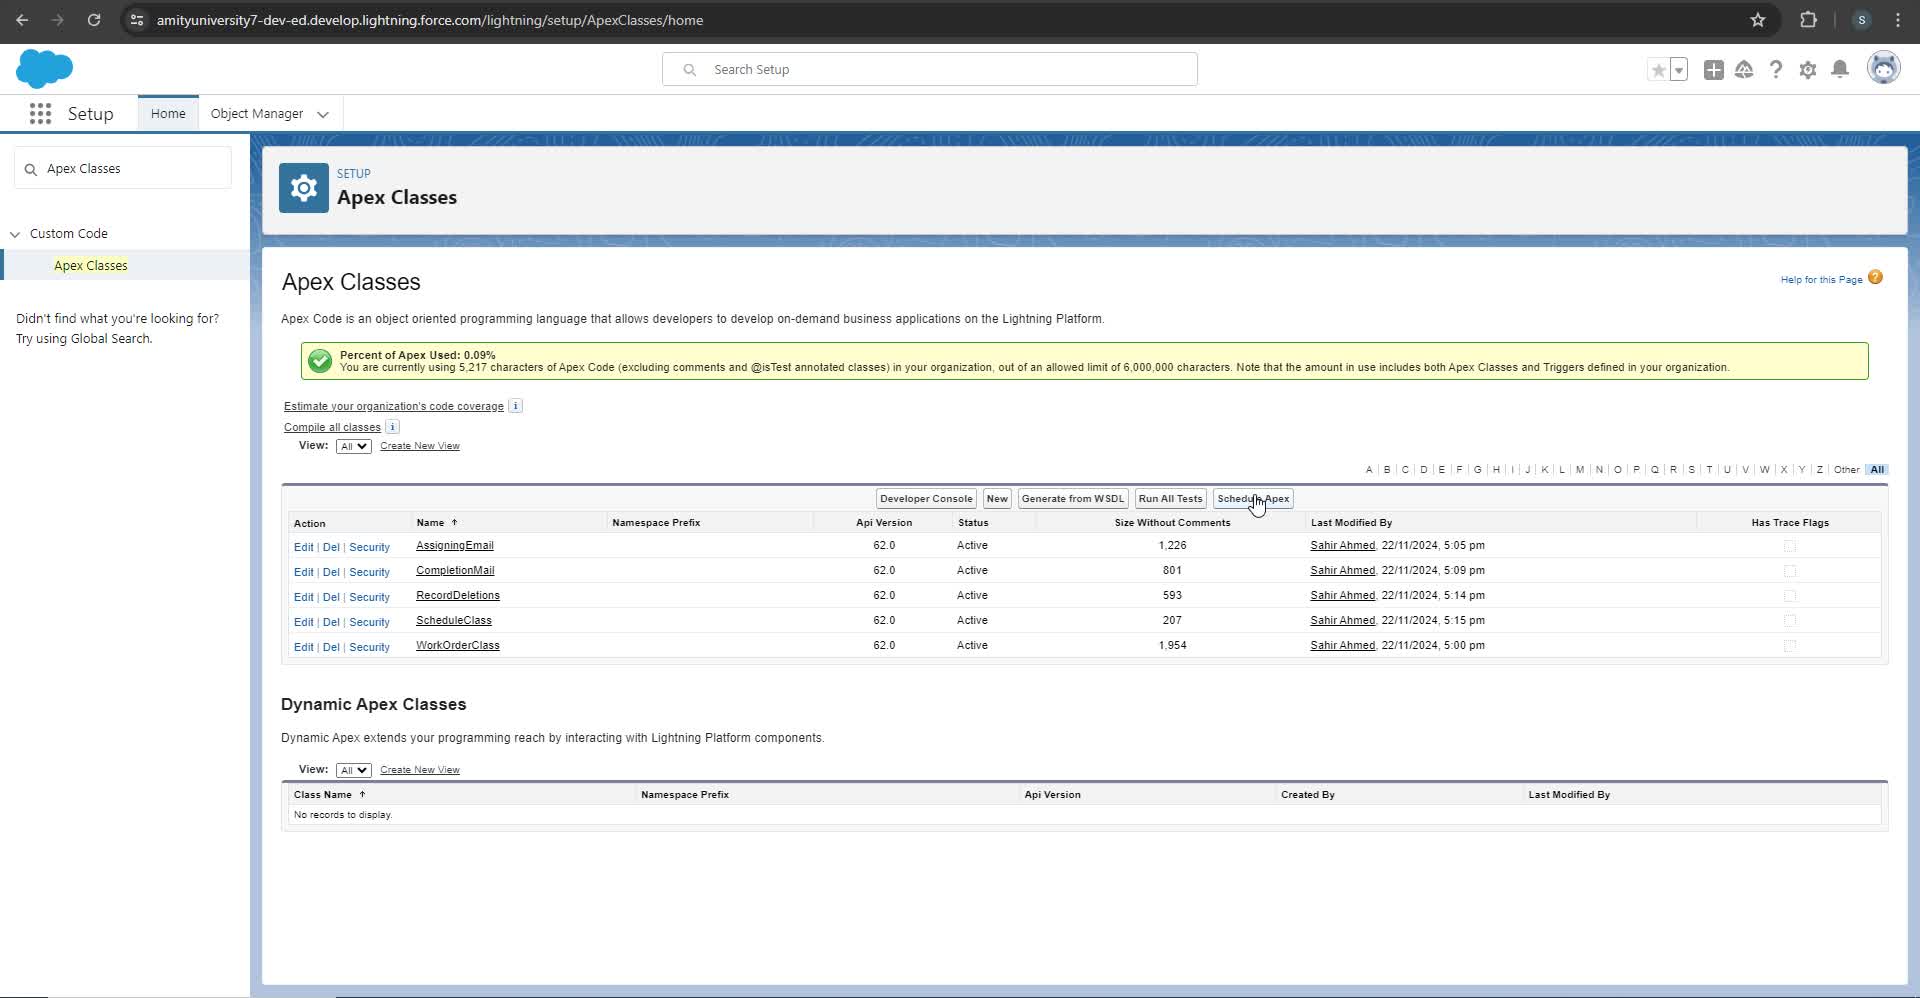 amityuniversity7-dev-ed.develop.lightning.force.com/lightning/setup/ApexClasses/home
S
Search Setup
Setup
Home
Object Manager
Apex Classes
Custom Code
Apex Classes
Didn't find what you're looking for?
Try using Global Search.
SETUP
Apex Classes
Apex Classes
Help for this Page ?
Apex Code is an object oriented programming language that allows developers to develop on-demand business applications on the Lightning Platform.
Percent of Apex Used: 0.09%
You are currently using 5,217 characters of Apex Code (excluding comments and @isTest annotated classes) in your organization, out of an allowed limit of 6,000,000 characters. Note that the amount in use includes both Apex Classes and Triggers defined in your organization.
Estimate your organization's code coverage i
Compile all classes i
View: All Create New View
A | B | C | D | E | F | G | H | I | J | K | L | M | N | O | P | Q | R | S | T | U | V | W | X | Y | Z | Other All
Developer Console New Generate from WSDL Run All Tests Schedule Apex
Action Name ↑ Namespace Prefix Api Version Status Size Without Comments Last Modified By Has Trace Flags
Edit | Del | Security AssigningEmail 62.0 Active 1,226 Sahir Ahmed, 22/11/2024, 5:05 pm
Edit | Del | Security CompletionMail 62.0 Active 801 Sahir Ahmed, 22/11/2024, 5:09 pm
Edit | Del | Security RecordDeletions 62.0 Active 593 Sahir Ahmed, 22/11/2024, 5:14 pm
Edit | Del | Security ScheduleClass 62.0 Active 207 Sahir Ahmed, 22/11/2024, 5:15 pm
Edit | Del | Security WorkOrderClass 62.0 Active 1,954 Sahir Ahmed, 22/11/2024, 5:00 pm
Dynamic Apex Classes
Dynamic Apex extends your programming reach by interacting with Lightning Platform components.
View: All Create New View
Class Name ↑ Namespace Prefix Api Version Created By Last Modified By
No records to display.